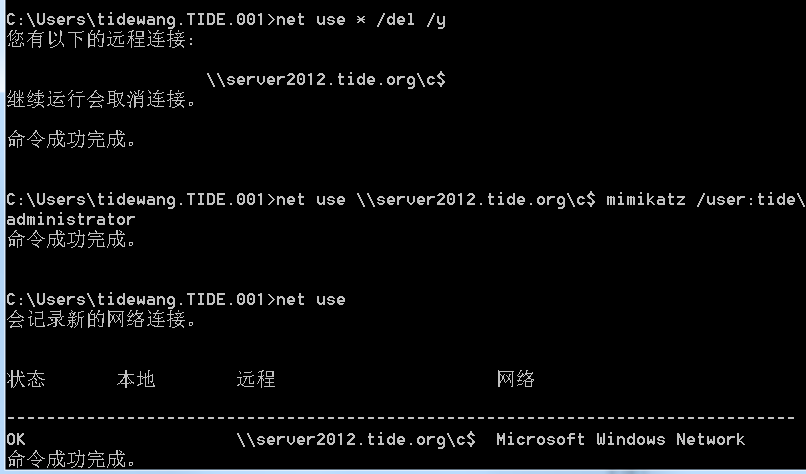 C:\Users\tidewang.TIDE.001>net use * /del /y
您有以下的远程连接:
\\server2012.tide.org\c$
继续运行会取消连接。
命令成功完成。
C:\Users\tidewang.TIDE.001>net use \\server2012.tide.org\c$ mimikatz /user:tide\
administrator
命令成功完成。
C:\Users\tidewang.TIDE.001>net use
会记录新的网络连接。
状态 本地 远程 网络
-------------------------------------------------------------------------------
OK \\server2012.tide.org\c$ Microsoft Windows Network
命令成功完成。